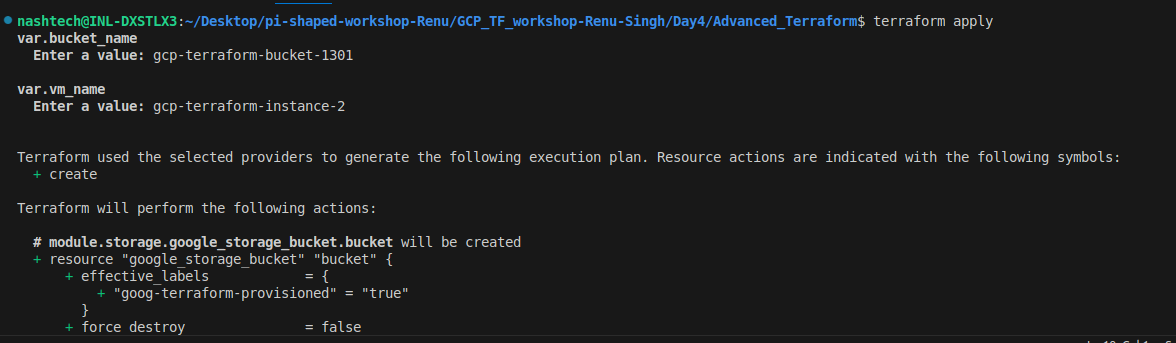 nashtech@INL-DXSTLX3:~/Desktop/pi-shaped-workshop-Renu/GCP_TF_workshop-Renu-Singh/Day4/Advanced_Terraform$ terraform apply
var.bucket_name
  Enter a value: gcp-terraform-bucket-1301

var.vm_name
  Enter a value: gcp-terraform-instance-2


Terraform used the selected providers to generate the following execution plan. Resource actions are indicated with the following symbols:
  + create

Terraform will perform the following actions:

  # module.storage.google_storage_bucket.bucket will be created
  + resource "google_storage_bucket" "bucket" {
      + effective_labels            = {
          + "goog-terraform-provisioned" = "true"
        }
      + force destroy               = false